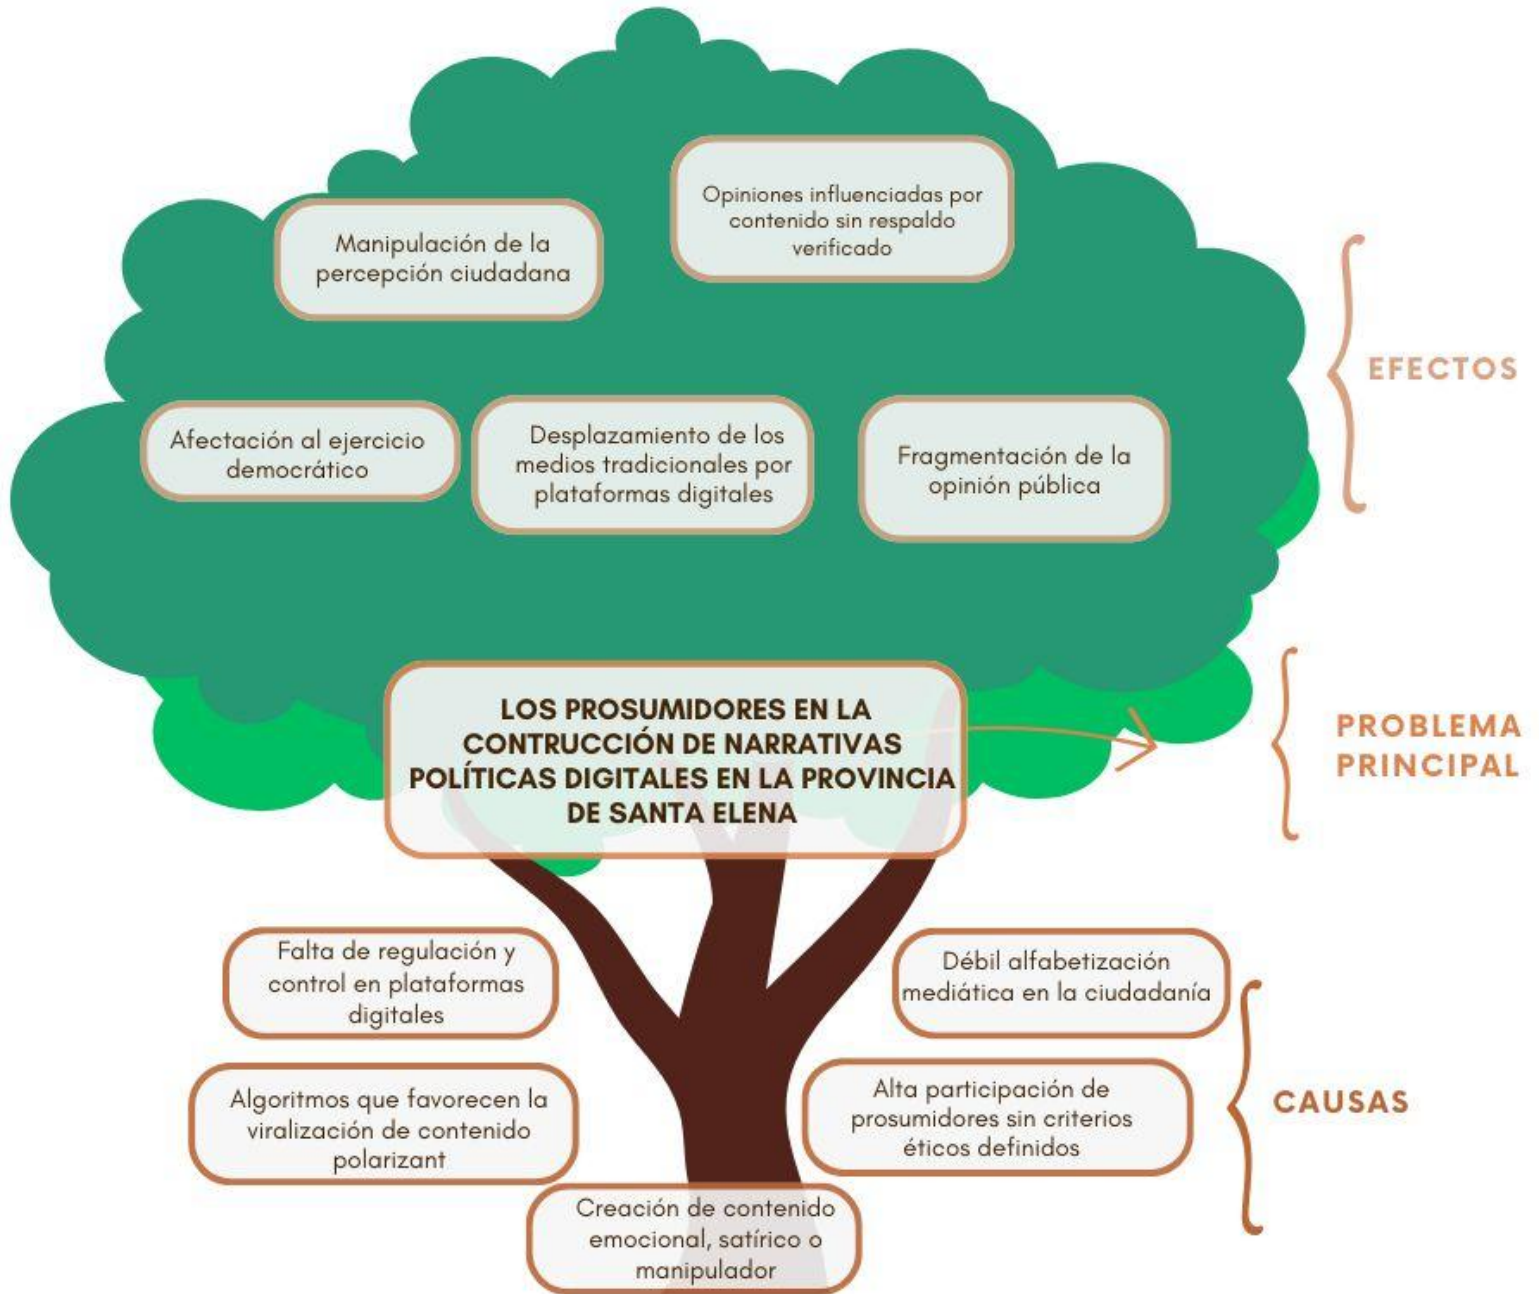 Opiniones influenciadas por
contenido sin respaldo
verificado
Manipulación de la
percepción ciudadana
EFECTOS
Afectación al ejercicio
democrático
Desplazamiento de los
medios tradicionales por
plataformas digitales
Fragmentación de la
opinión pública
LOS PROSUMIDORES EN LA
CONTRUCCIÓN DE NARRATIVAS
POLÍTICAS DIGITALES EN LA PROVINCIA
DE SANTA ELENA
PROBLEMA
PRINCIPAL
Falta de regulación y
control en plataformas
digitales
Débil alfabetización
mediática en la ciudadanía
Algoritmos que favorecen la
viralización de contenido
polarizant
Alta participación de
prosumidores sin criterios
éticos definidos
CAUSAS
Creación de contenido
emocional, satírico o
manipulador